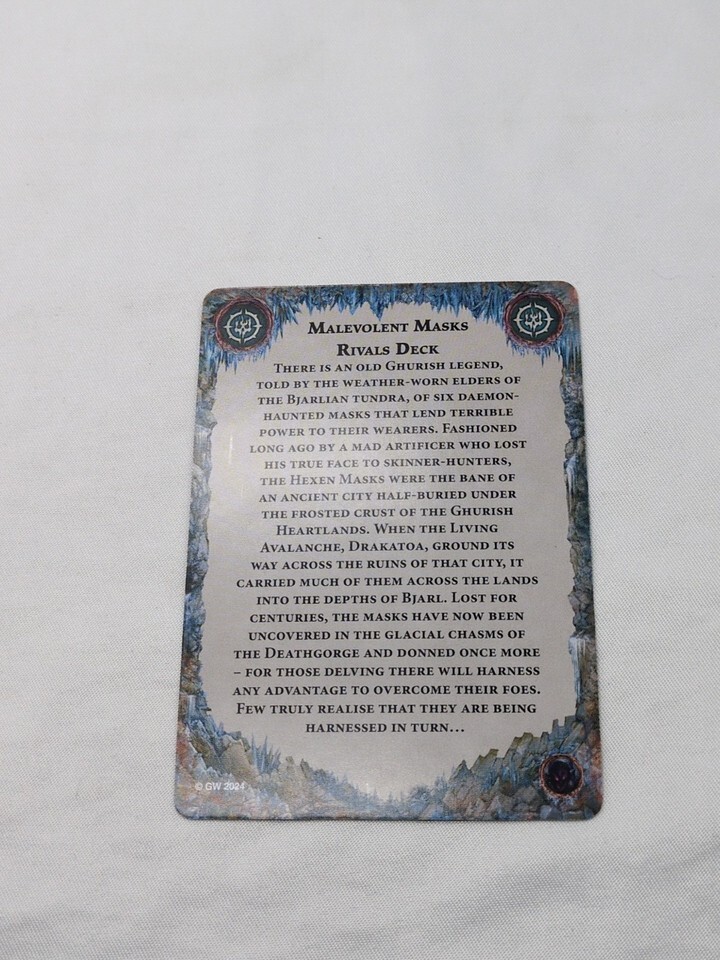 Malevolent Masks
Rivals Deck
There is an old Ghurish legend,
told by the weather-worn elders of
the Bjarlian tundra, of six daemon-
haunted masks that lend terrible
power to their wearers. Fashioned
long ago by a mad artificer who lost
his true face to skinner-hunters,
the Hexen Masks were the bane of
an ancient city half-buried under
the frosted crust of the Ghurish
Heartlands. When the Living
Avalanche, Drakatoa, ground its
way across the ruins of that city, it
carried much of them across the lands
into the depths of Bjarl. Lost for
centuries, the masks have now been
uncovered in the glacial chasms of
the Deathgorge and donned once more
– for those delving there will harness
any advantage to overcome their foes.
Few truly realise that they are being
harnessed in turn…
© GW 2024